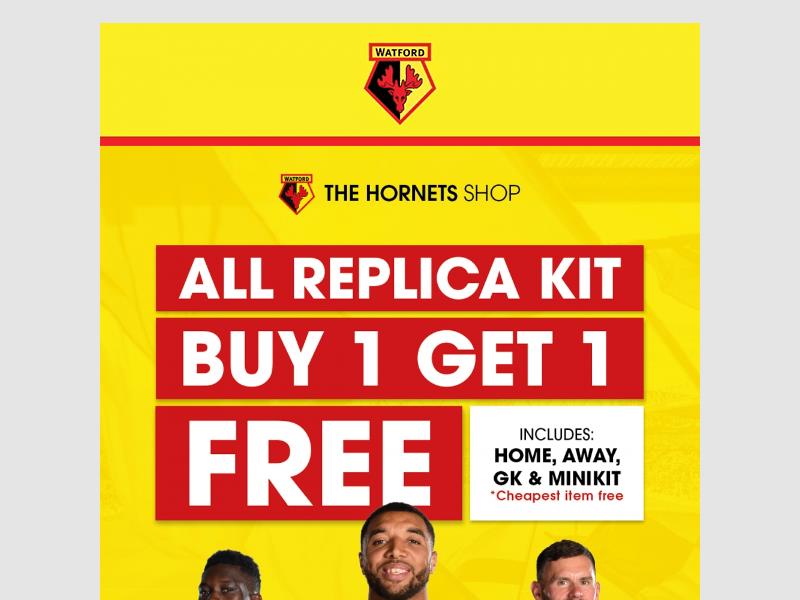 WATFORD
WATFORD
THE HORNETS SHOP
ALL REPLICA KIT
BUY 1 GET 1
FREE
INCLUDES:
HOME, AWAY,
GK & MINIKIT
*Cheapest item free